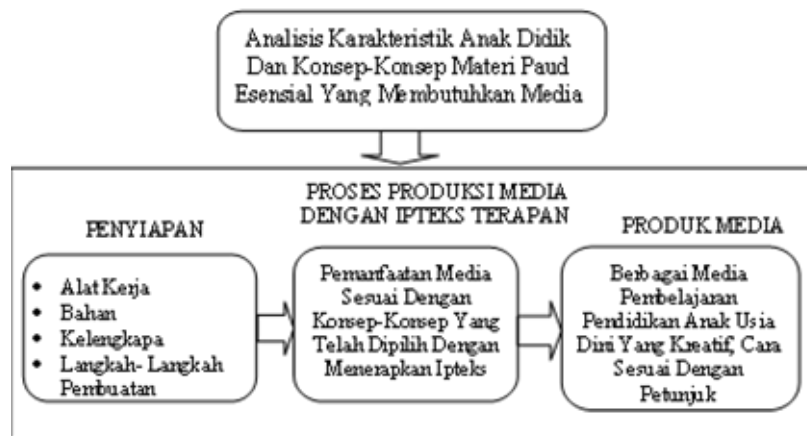 Analisis Karakteristik Anak Didik
Dan Konsep-Konsep Materi Paud
Esensial Yang Membutuhkan Media
PROSES PRODUKSI MEDIA
DENGAN IPTEKS TERAPAN
PENYIAPAN
• Alat Kerja
• Bahan
• Kelengkapa
• Langkah- Langkah
Pembuatan
Pemanfaatan Media
Sesuai Dengan
Konsep-Konsep Yang
Telah Dipilih Dengan
Menerapkan Ipteks
PRODUK MEDIA
Berbagai Media
Pembelajaran
Pendidikan Anak Usia
Dini Yang Kreatif, Cara
Sesuai Dengan
Petunjuk